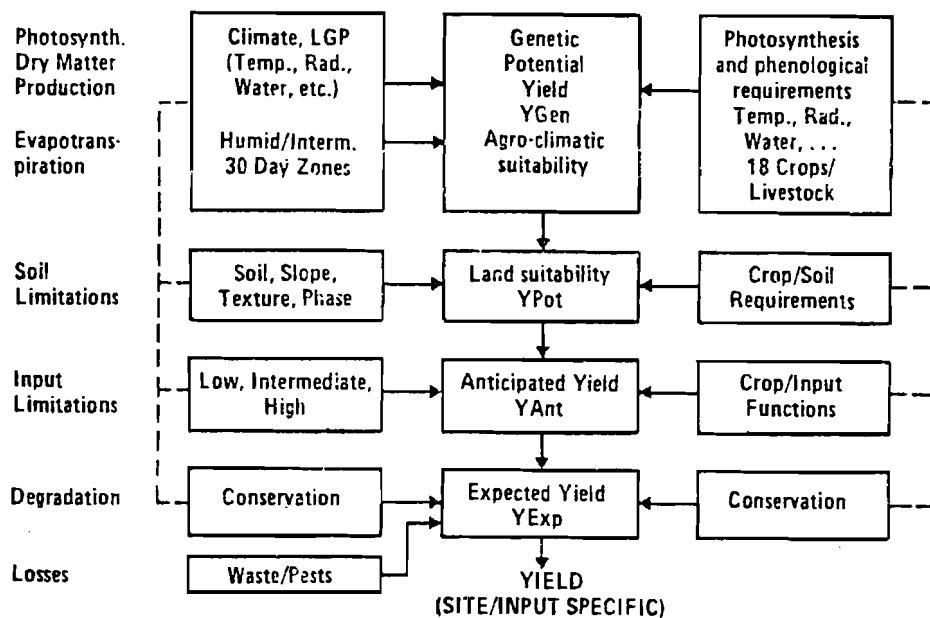 Photosynth.
Dry Matter
Production
Evapotrans-
piration
Climate, LGP
(Temp., Rad.,
Water, etc.)
Humid/Interm.
30 Day Zones
Genetic
Potential
Yield
YGen
Agro-climatic
suitability
Photosynthesis
and phenological
requirements
Temp., Rad.,
Water, ...
18 Crops/
Livestock
Soil
Limitations
Soil, Slope,
Texture, Phase
Land suitability
YPot
Crop/Soil
Requirements
Input
Limitations
Low, Intermediate,
High
Anticipated Yield
YAnt
Crop/Input
Functions
Degradation
Conservation
Expected Yield
YExp
Conservation
Losses
Waste/Pests
YIELD
(SITE/INPUT SPECIFIC)